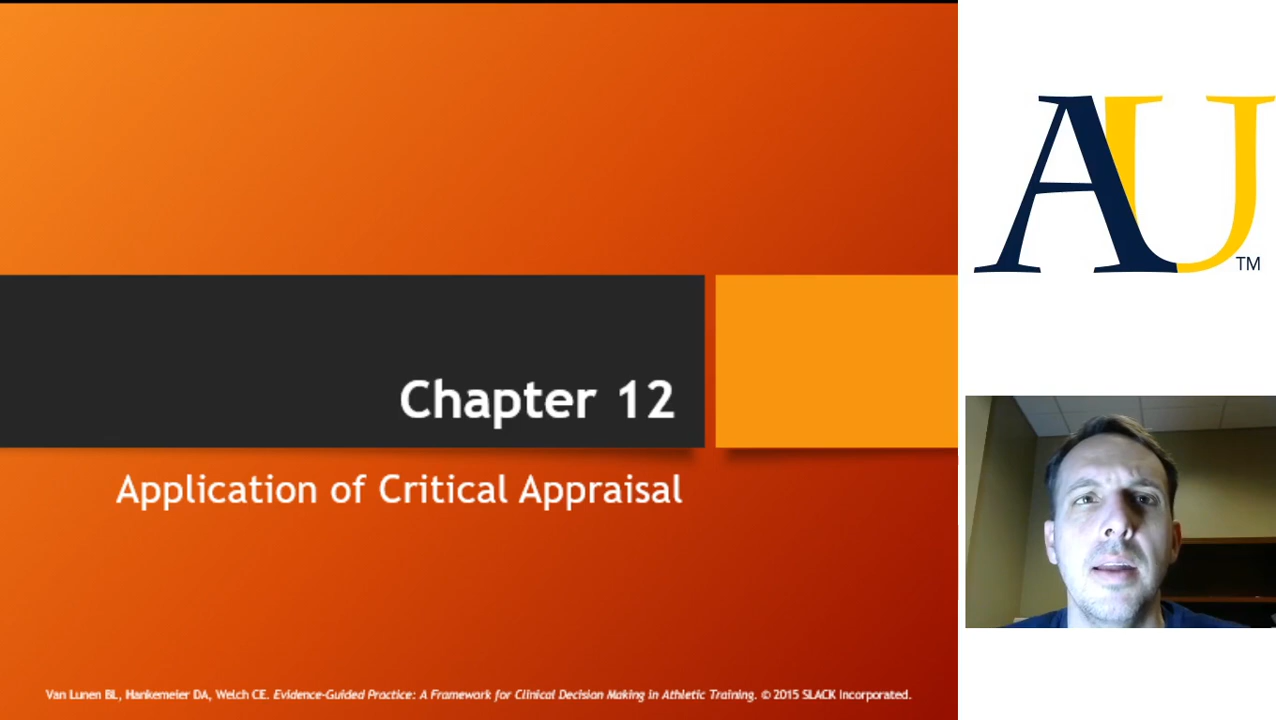 Chapter 12
Application of Critical Appraisal
Van Lunen BL, Hankemeier DA, Welch CE. Evidence-Guided Practice: A Framework for Clinical Decision Making in Athletic Training. © 2015 SLACK Incorporated.
AU
TM